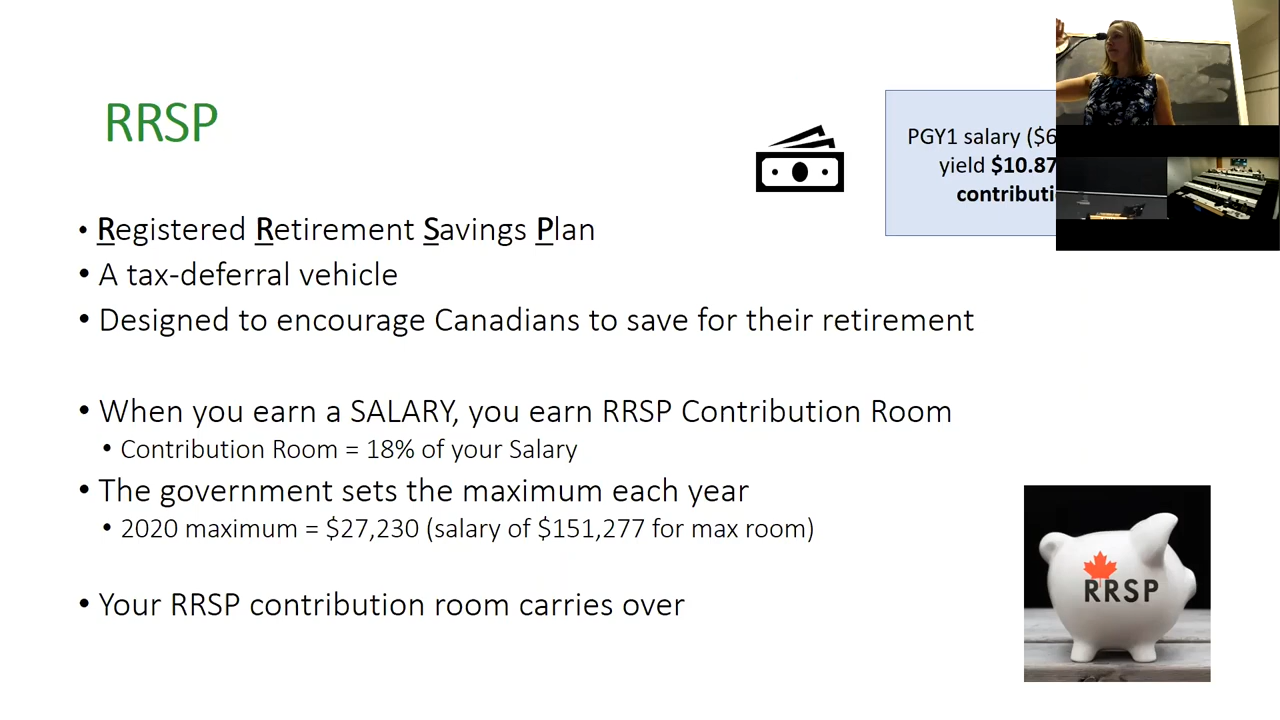 RRSP
PGY1 salary ($6
yield $10.87
contributi
• Registered Retirement Savings Plan
• A tax-deferral vehicle
• Designed to encourage Canadians to save for their retirement
• When you earn a SALARY, you earn RRSP Contribution Room
• Contribution Room = 18% of your Salary
• The government sets the maximum each year
• 2020 maximum = $27,230 (salary of $151,277 for max room)
• Your RRSP contribution room carries over
RRSP